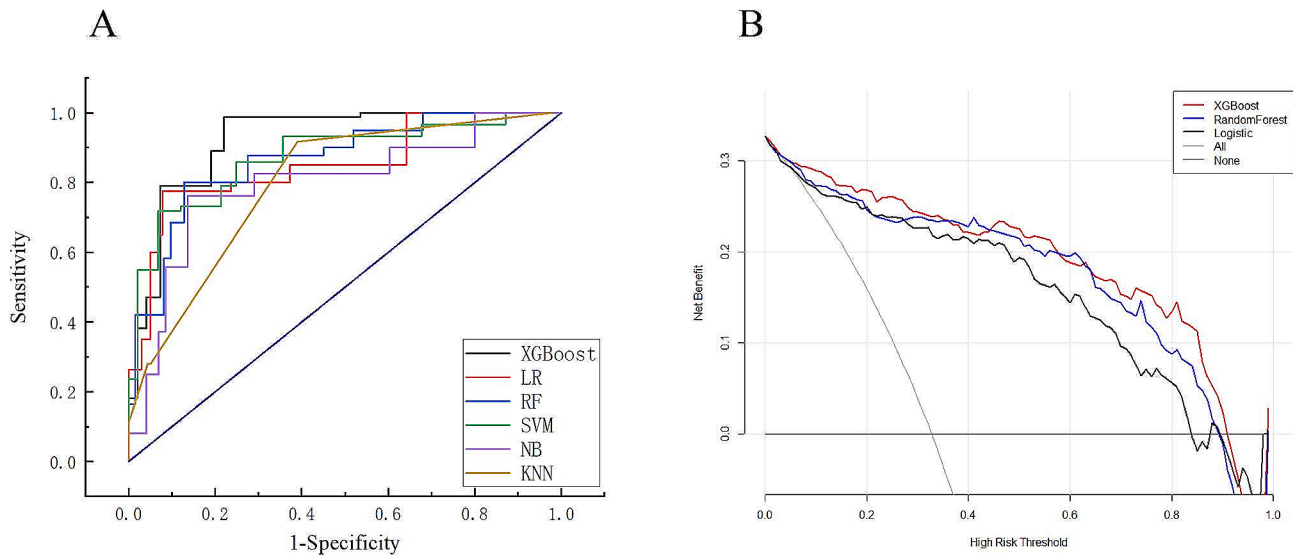 A
B
Sensitivity
1.0
0.8
0.6
0.4
0.2
0.0
0.0 0.2 0.4 0.6 0.8 1.0
1-Specificity
XGBoost
LR
RF
SVM
NB
KNN
Net Benefit
0.3
0.2
0.1
0.0
0.0 0.2 0.4 0.6 0.8 1.0
High Risk Threshold
XGBoost
RandomForest
Logistic
All
None